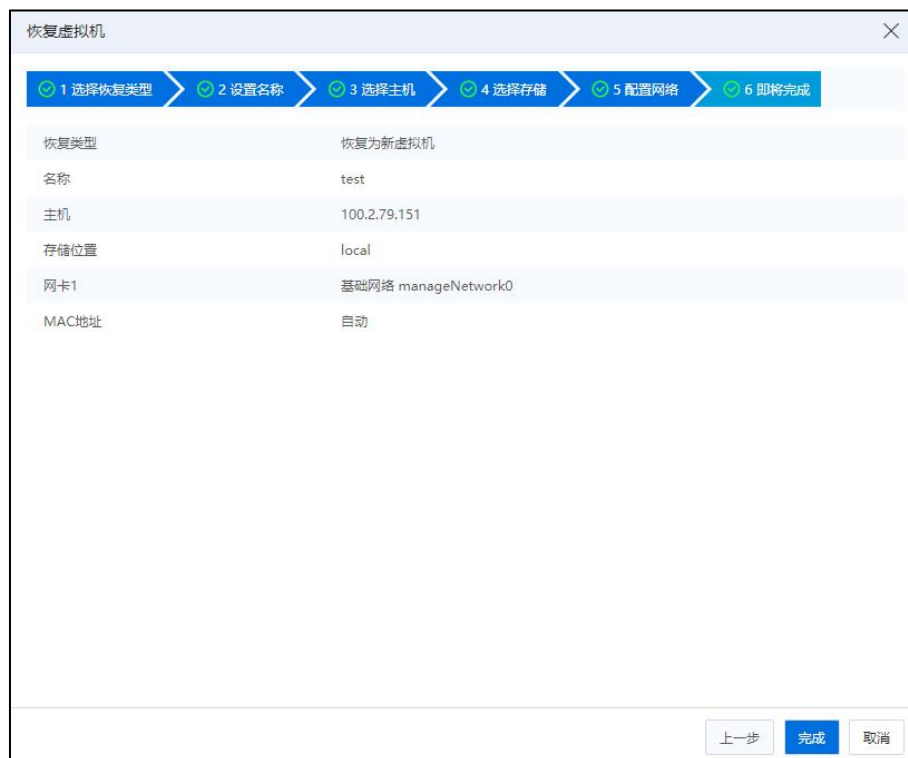 恢复虚拟机
1 选择恢复类型 2 设置名称 3 选择主机 4 选择存储 5 配置网络 6 即将完成
恢复类型 恢复为新虚拟机
名称 test
主机 100.2.79.151
存储位置 local
网卡1 基础网络 manageNetwork0
MAC地址 自动
上一步 完成 取消